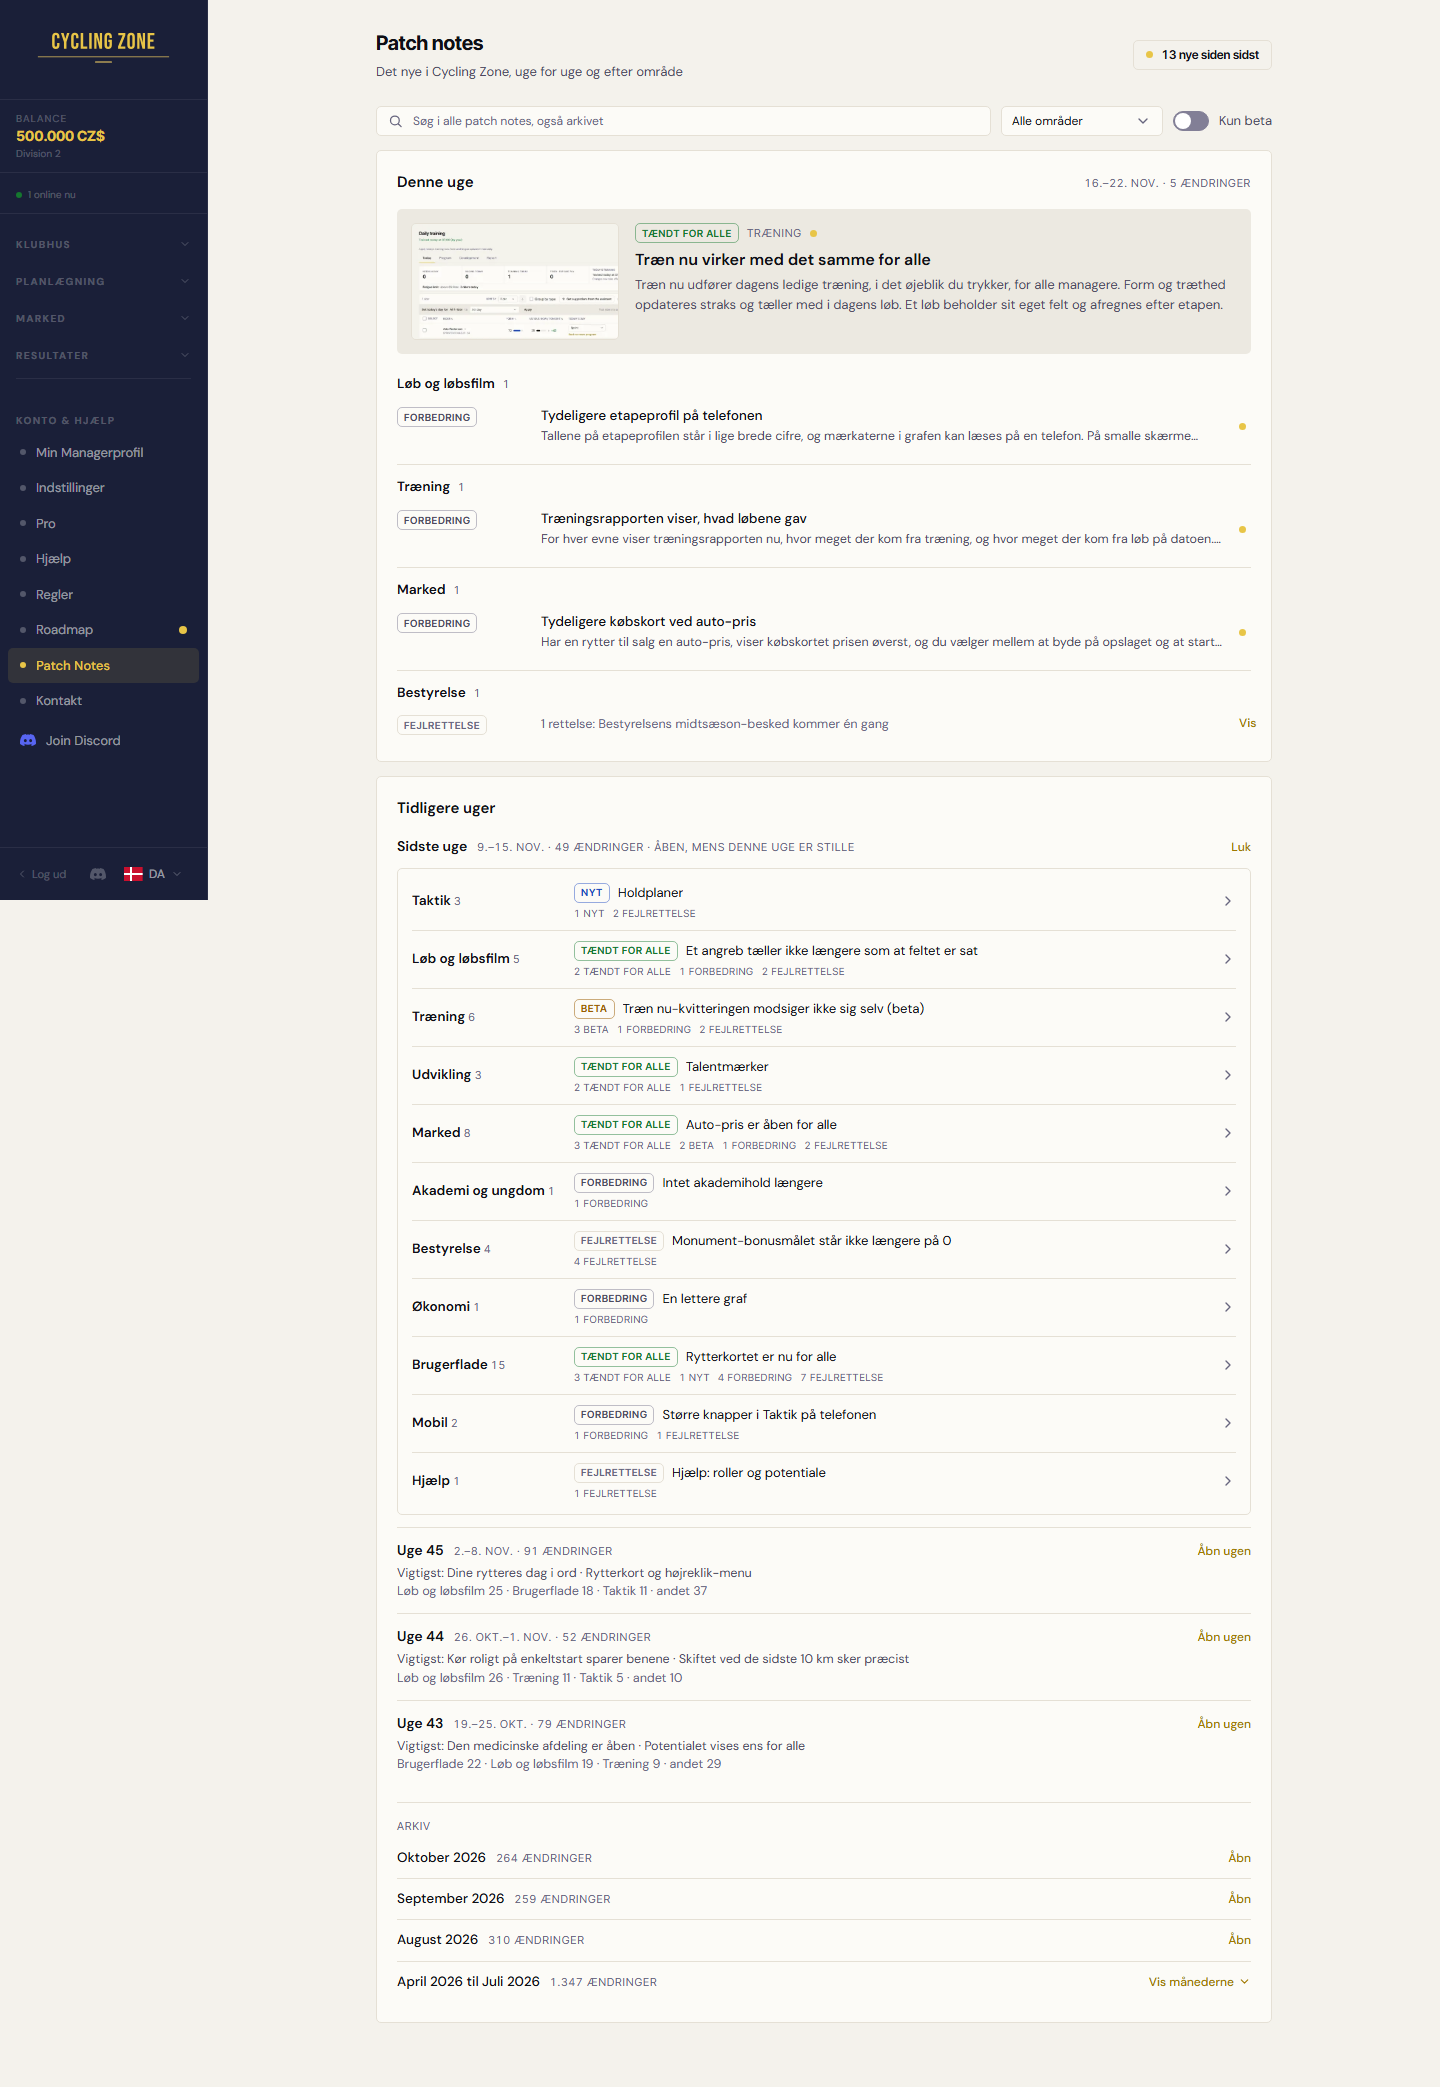 CYCLING ZONE
BALANCE
500.000 CZ$
Division 2
1 online nu
KLUBHUS
PLANLÆGNING
MARKED
RESULTATER
KONTO & HJÆLP
Min Managerprofil
Indstillinger
Pro
Hjælp
Regler
Roadmap
Patch Notes
Kontakt
Join Discord
Log ud
DA
Patch notes
Det nye i Cycling Zone, uge for uge og efter område
13 nye siden sidst
Søg i alle patch notes, også arkivet
Alle områder
Kun beta
Denne uge
16.–22. NOV. · 5 ÆNDRINGER
Daily training
TÆNDT FOR ALLE TRÆNING
Træn nu virker med det samme for alle
Træn nu udfører dagens ledige træning, i det øjeblik du trykker, for alle managere. Form og træthed
opdateres straks og tæller med i dagens løb. Et løb beholder sit eget felt og afregnes efter etapen.
Løb og løbsfilm 1
FORBEDRING
Tydeligere etapeprofil på telefonen
Tallene på etapeprofilen står i lige brede cifre, og mærkaterne i grafen kan læses på en telefon. På smalle skærme…
Træning 1
FORBEDRING
Træningsrapporten viser, hvad løbene gav
For hver evne viser træningsrapporten nu, hvor meget der kom fra træning, og hvor meget der kom fra løb på datoen.…
Marked 1
FORBEDRING
Tydeligere købskort ved auto-pris
Har en rytter til salg en auto-pris, viser købskortet prisen øverst, og du vælger mellem at byde på opslaget og at start…
Bestyrelse 1
FEJLRETTELSE
1 rettelse: Bestyrelsens midtsæson-besked kommer én gang
Vis
Tidligere uger
Sidste uge 9.–15. NOV. · 49 ÆNDRINGER · ÅBEN, MENS DENNE UGE ER STILLE
Luk
Taktik 3
NYT Holdplaner
1 NYT 2 FEJLRETTELSE
Løb og løbsfilm 5
TÆNDT FOR ALLE Et angreb tæller ikke længere som at feltet er sat
2 TÆNDT FOR ALLE 1 FORBEDRING 2 FEJLRETTELSE
Træning 6
BETA Træn nu-kvitteringen modsiger ikke sig selv (beta)
3 BETA 1 FORBEDRING 2 FEJLRETTELSE
Udvikling 3
TÆNDT FOR ALLE Talentmærker
2 TÆNDT FOR ALLE 1 FEJLRETTELSE
Marked 8
TÆNDT FOR ALLE Auto-pris er åben for alle
3 TÆNDT FOR ALLE 2 BETA 1 FORBEDRING 2 FEJLRETTELSE
Akademi og ungdom 1
FORBEDRING Intet akademihold længere
1 FORBEDRING
Bestyrelse 4
FEJLRETTELSE Monument-bonusmålet står ikke længere på 0
4 FEJLRETTELSE
Økonomi 1
FORBEDRING En lettere graf
1 FORBEDRING
Brugerflade 15
TÆNDT FOR ALLE Rytterkortet er nu for alle
3 TÆNDT FOR ALLE 1 NYT 4 FORBEDRING 7 FEJLRETTELSE
Mobil 2
FORBEDRING Større knapper i Taktik på telefonen
1 FORBEDRING 1 FEJLRETTELSE
Hjælp 1
FEJLRETTELSE Hjælp: roller og potentiale
1 FEJLRETTELSE
Uge 45 2.–8. NOV. · 91 ÆNDRINGER
Åbn ugen
Vigtigst: Dine rytteres dag i ord · Rytterkort og højreklik-menu
Løb og løbsfilm 25 · Brugerflade 18 · Taktik 11 · andet 37
Uge 44 26. OKT.–1. NOV. · 52 ÆNDRINGER
Åbn ugen
Vigtigst: Kør roligt på enkeltstart sparer benene · Skiftet ved de sidste 10 km sker præcist
Løb og løbsfilm 26 · Træning 11 · Taktik 5 · andet 10
Uge 43 19.–25. OKT. · 79 ÆNDRINGER
Åbn ugen
Vigtigst: Den medicinske afdeling er åben · Potentialet vises ens for alle
Brugerflade 22 · Løb og løbsfilm 19 · Træning 9 · andet 29
ARKIV
Oktober 2026 264 ÆNDRINGER
Åbn
September 2026 259 ÆNDRINGER
Åbn
August 2026 310 ÆNDRINGER
Åbn
April 2026 til Juli 2026 1.347 ÆNDRINGER
Vis månederne